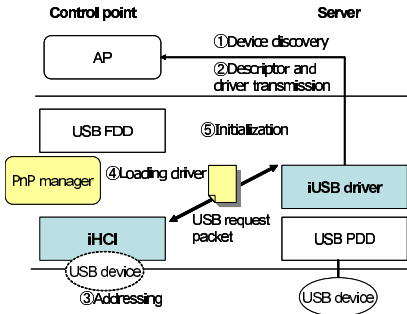 Control point
Server
①Device discovery
AP
②Descriptor and
driver transmission
USB FDD
⑤Initialization
PnP manager
④Loading driver
iUSB driver
USB request
packet
iHCI
USB PDD
USB device
③Addressing
USB device